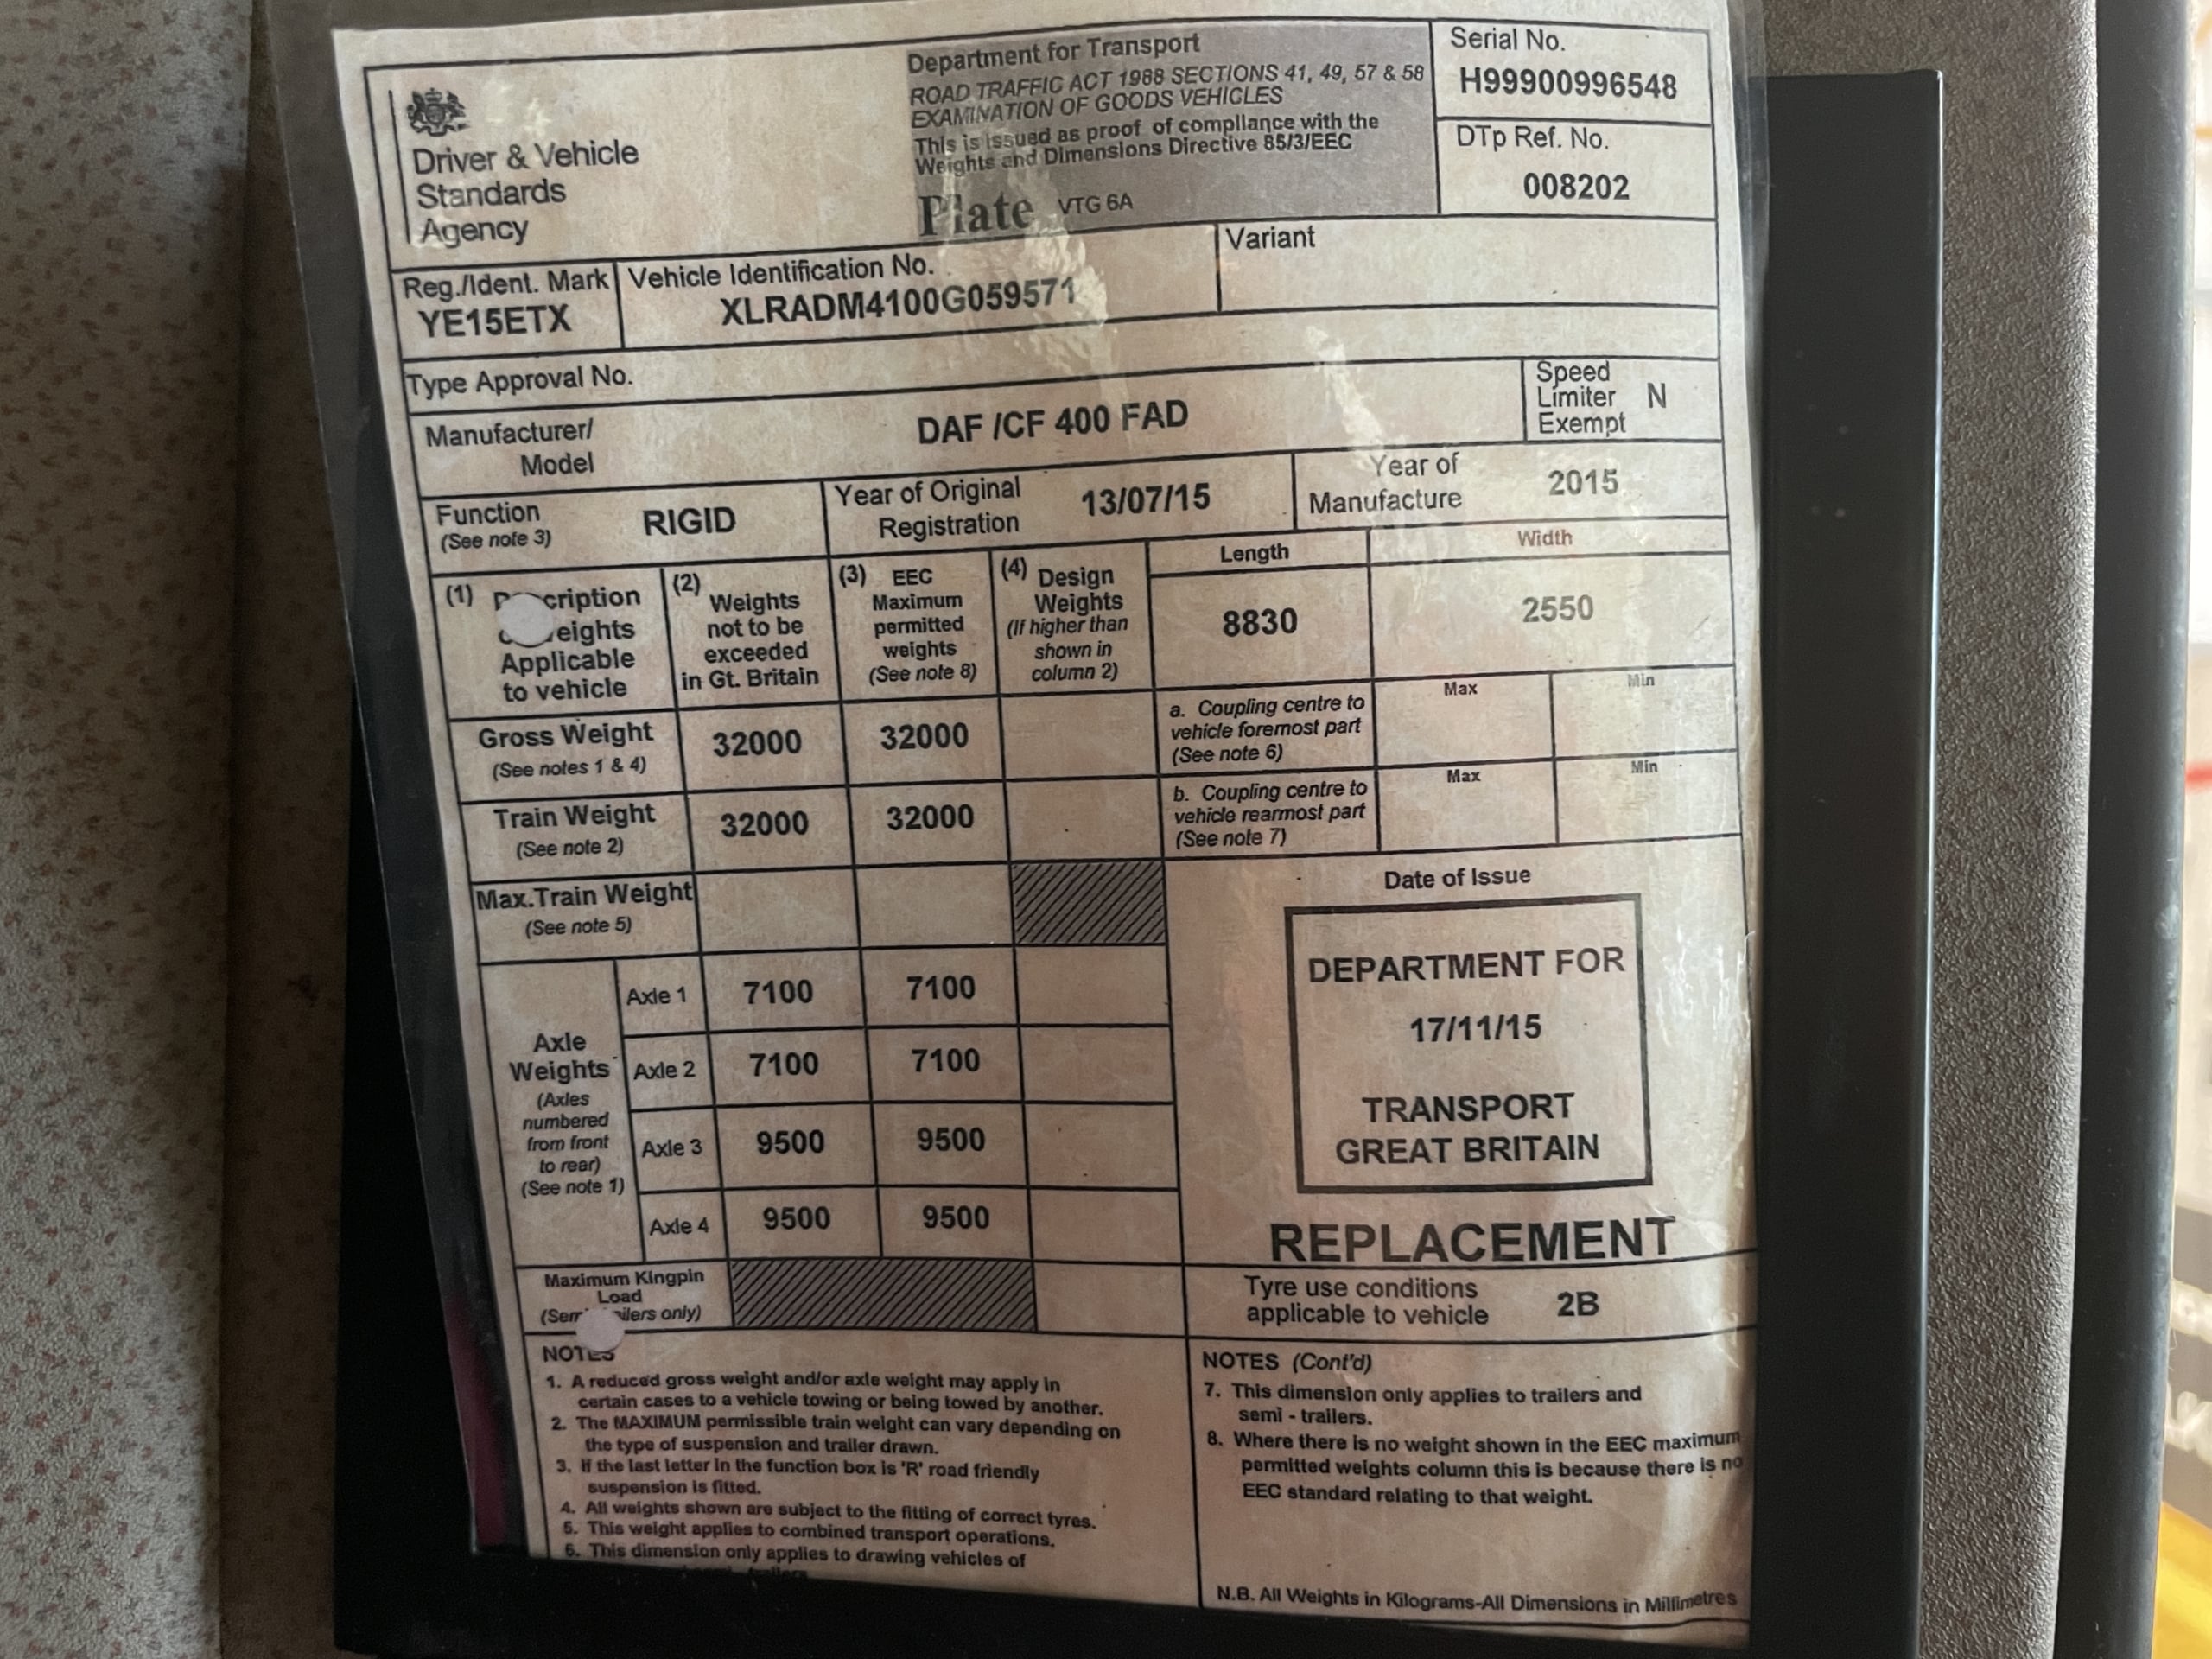 Driver & Vehicle
Standards
Agency
Department for Transport
ROAD TRAFFIC ACT 1988 SECTIONS 41, 49, 57 & 58
EXAMINATION OF GOODS VEHICLES
This is issued as proof of compliance with the
Weights and Dimensions Directive 85/3/EEC
Plate VTG 6A
Serial No.
H99900996548
DTp Ref. No.
008202
Reg./Ident. Mark
YE15ETX
Vehicle Identification No.
XLRADM4100G059571
Variant
Type Approval No.
Manufacturer/
Model
DAF /CF 400 FAD
Speed
Limiter N
Exempt
Function
(See note 3)
RIGID
Year of Original
Registration
13/07/15
Year of
Manufacture
2015
(1)
cription
eights
Applicable
to vehicle
(2)
Weights
not to be
exceeded
in Gt. Britain
(3) EEC
Maximum
permitted
weights
(See note 8)
(4) Design
Weights
(If higher than
shown in
column 2)
Length
8830
Width
2550
Gross Weight
(See notes 1 & 4)
32000
32000
a. Coupling centre to
vehicle foremost part
(See note 6)
Max
Min
Train Weight
(See note 2)
32000
32000
b. Coupling centre to
vehicle rearmost part
(See note 7)
Max
Min
Max.Train Weight
(See note 5)
Axle
Weights
(Axles
numbered
from front
to rear)
(See note 1)
Axle 1 7100 7100
Axle 2 7100 7100
Axle 3 9500 9500
Axle 4 9500 9500
Date of Issue
DEPARTMENT FOR
17/11/15
TRANSPORT
GREAT BRITAIN
REPLACEMENT
Maximum Kingpin
Load
(Sem ailers only)
Tyre use conditions
applicable to vehicle
2B
NOTES
1. A reduced gross weight and/or axle weight may apply in
certain cases to a vehicle towing or being towed by another.
2. The MAXIMUM permissible train weight can vary depending on
the type of suspension and trailer drawn.
3. If the last letter in the function box is 'R' road friendly
suspension is fitted.
4. All weights shown are subject to the fitting of correct tyres.
5. This weight applies to combined transport operations.
6. This dimension only applies to drawing vehicles of
trailers
NOTES (Cont'd)
7. This dimension only applies to trailers and
semi - trailers.
8. Where there is no weight shown in the EEC maximum
permitted weights column this is because there is no
EEC standard relating to that weight.
N.B. All Weights in Kilograms-All Dimensions in Millimetres